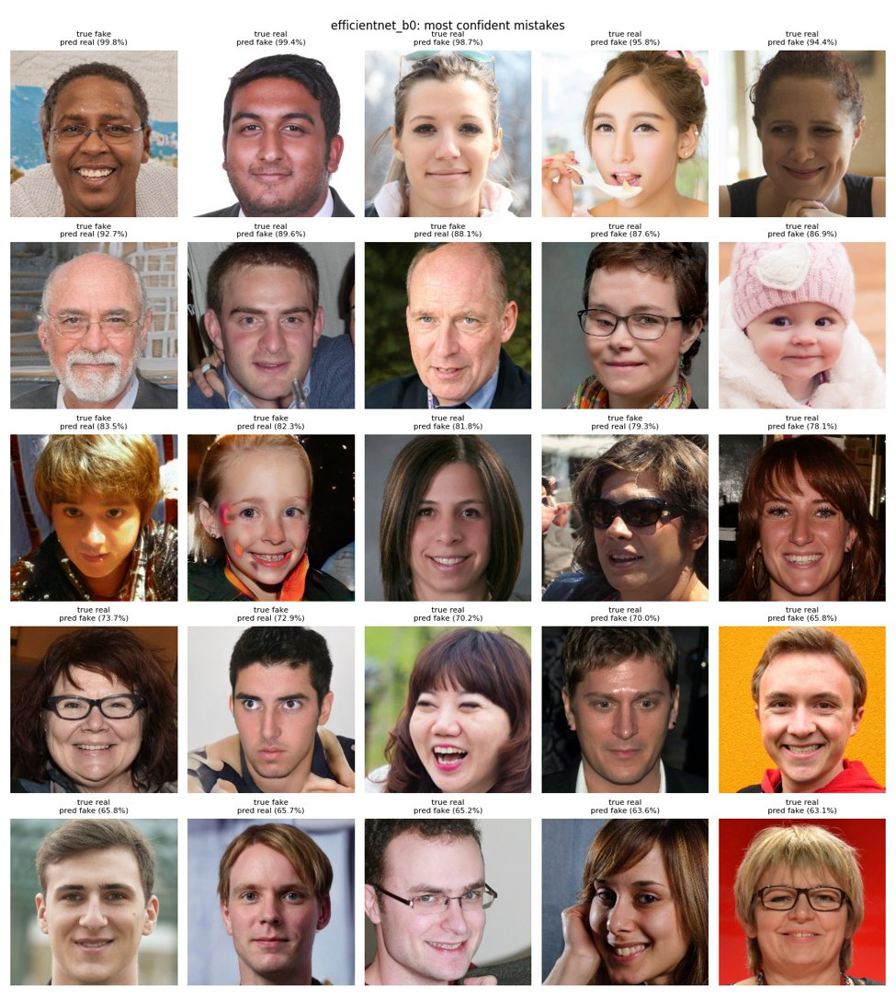 efficientnet_b0: most confident mistakes
true fake
pred real (99.8%)
true real
pred fake (99.4%)
true real
pred fake (98.7%)
true real
pred fake (95.8%)
true real
pred fake (94.4%)
true fake
pred real (92.7%)
true real
pred fake (89.6%)
true fake
pred real (88.1%)
true real
pred fake (87.6%)
true real
pred fake (86.9%)
true fake
pred real (83.5%)
true fake
pred real (82.3%)
true real
pred fake (81.8%)
true fake
pred real (79.3%)
true real
pred fake (78.1%)
true real
pred fake (73.7%)
true fake
pred real (72.9%)
true real
pred fake (70.2%)
true real
pred fake (70.0%)
true real
pred fake (65.8%)
true real
pred fake (65.8%)
true fake
pred real (65.7%)
true real
pred fake (65.2%)
true real
pred fake (63.6%)
true real
pred fake (63.1%)